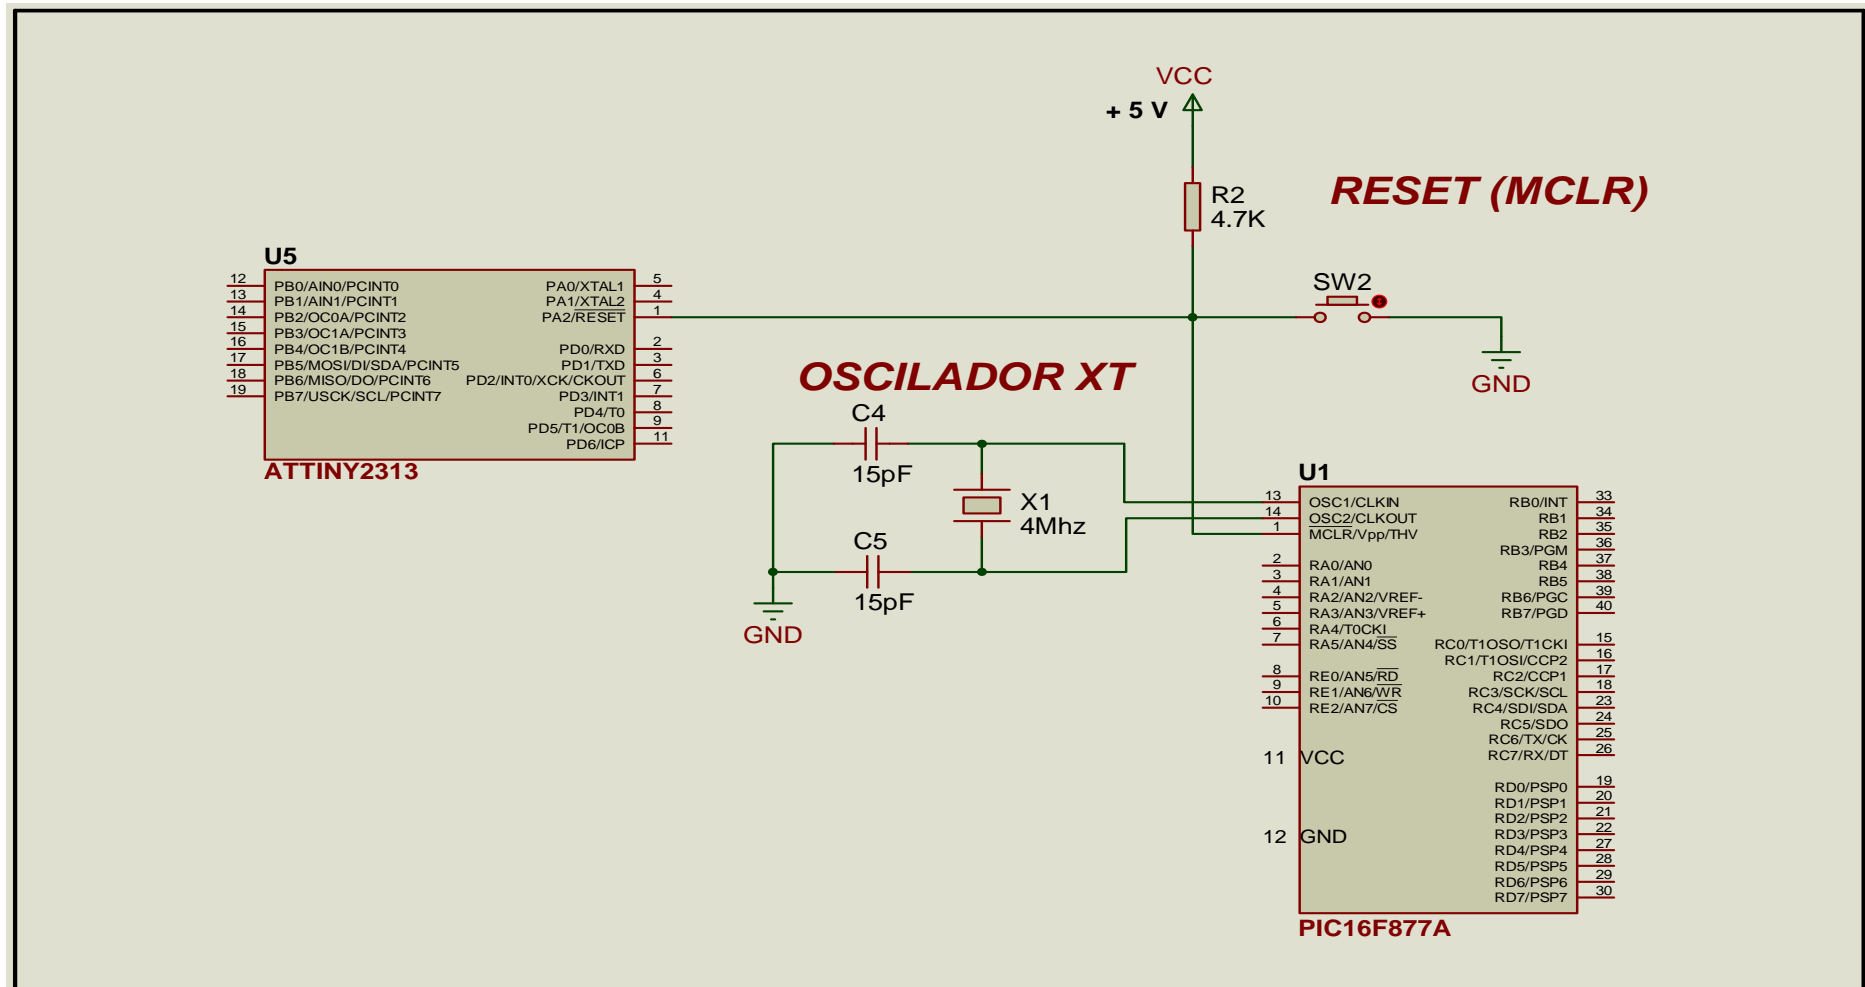 VCC
+ 5 V
R2
4.7K
RESET (MCLR)
SW2
GND
U5
12 PB0/AIN0/PCINT0 PA0/XTAL1 5
13 PB1/AIN1/PCINT1 PA1/XTAL2 4
14 PB2/OC0A/PCINT2 PA2/RESET 1
15 PB3/OC1A/PCINT3
16 PB4/OC1B/PCINT4 PD0/RXD 2
17 PB5/MOSI/DI/SDA/PCINT5 PD1/TXD 3
18 PB6/MISO/DO/PCINT6 PD2/INT0/XCK/CKOUT 6
19 PB7/USCK/SCL/PCINT7 PD3/INT1 7
PD4/T0 8
PD5/T1/OC0B 9
PD6/ICP 11
ATTINY2313
OSCILADOR XT
C4
15pF
X1
4Mhz
C5
15pF
GND
U1
13 OSC1/CLKIN RB0/INT 33
14 OSC2/CLKOUT RB1 34
1 MCLR/Vpp/THV RB2 35
RB3/PGM 36
2 RA0/AN0 RB4 37
3 RA1/AN1 RB5 38
4 RA2/AN2/VREF- RB6/PGC 39
5 RA3/AN3/VREF+ RB7/PGD 40
6 RA4/T0CKI
7 RA5/AN4/SS RC0/T1OSO/T1CKI 15
RC1/T1OSI/CCP2 16
8 RE0/AN5/RD RC2/CCP1 17
9 RE1/AN6/WR RC3/SCK/SCL 18
10 RE2/AN7/CS RC4/SDI/SDA 23
RC5/SDO 24
RC6/TX/CK 25
11 VCC RC7/RX/DT 26
RD0/PSP0 19
RD1/PSP1 20
RD2/PSP2 21
12 GND RD3/PSP3 22
RD4/PSP4 27
RD5/PSP5 28
RD6/PSP6 29
RD7/PSP7 30
PIC16F877A